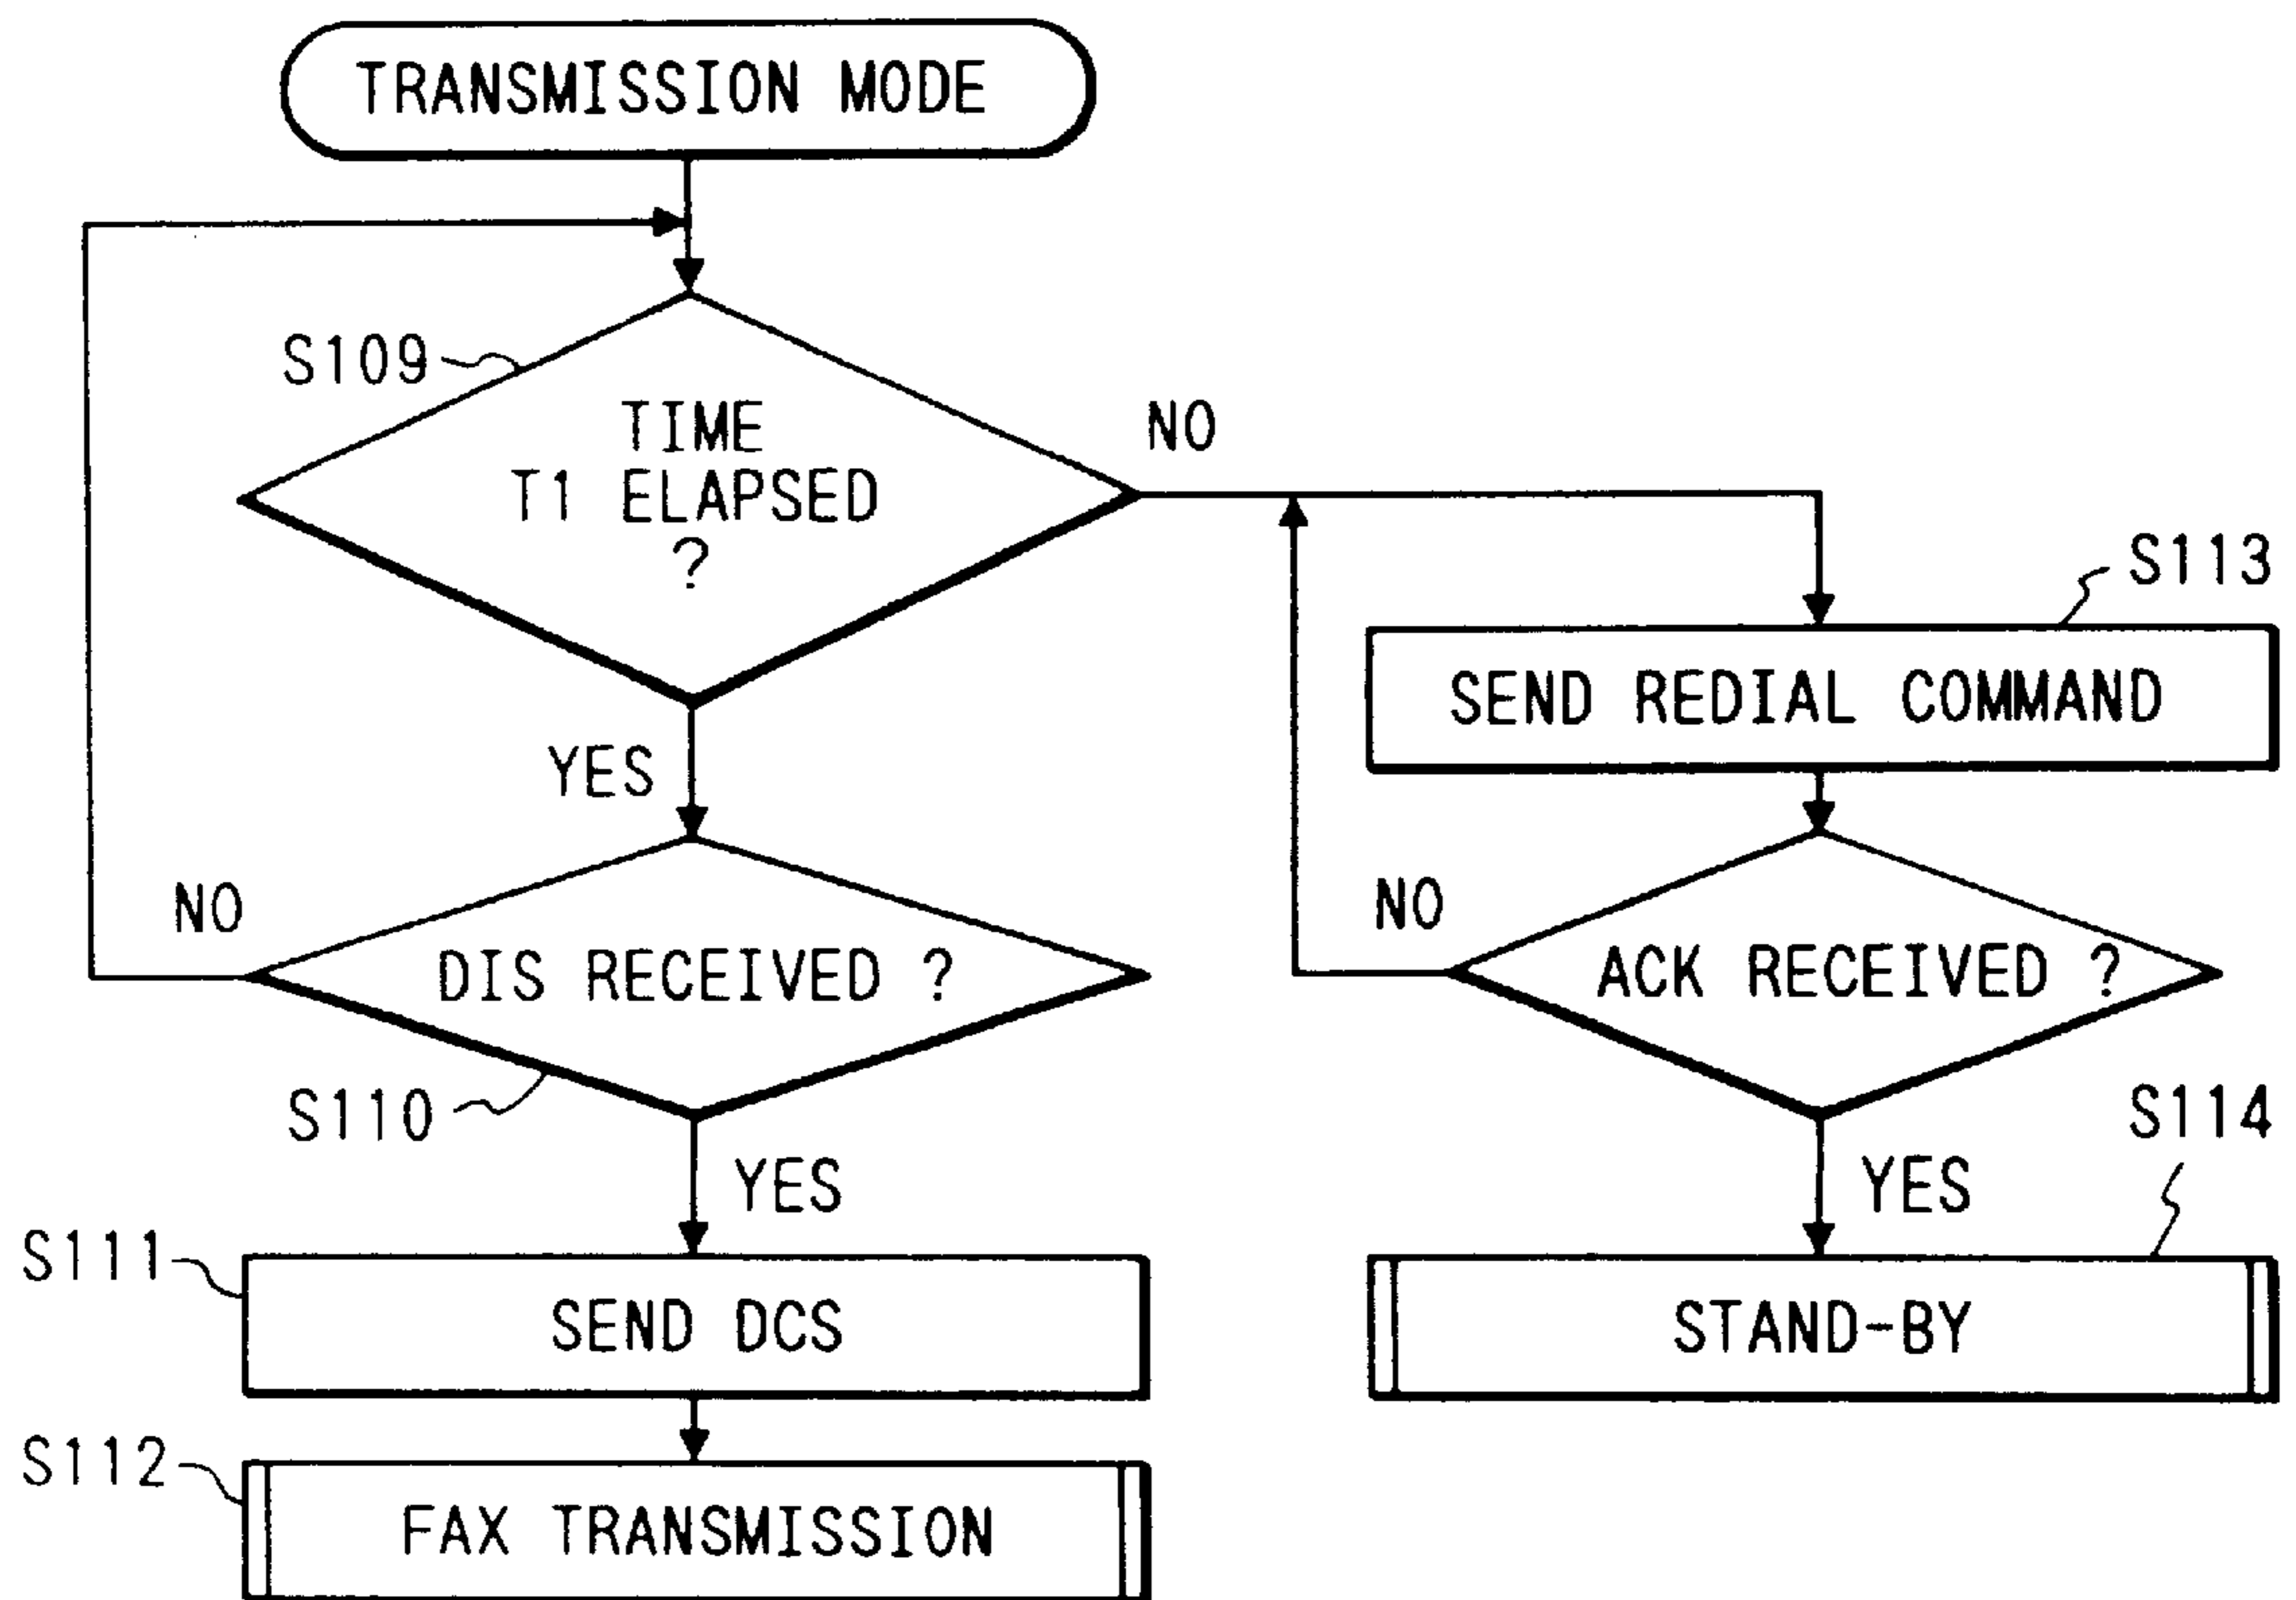 TRANSMISSION MODE
S109
TIME
T1 ELAPSED
?
NO
S113
SEND REDIAL COMMAND
YES
NO
DIS RECEIVED ?
NO
ACK RECEIVED ?
S110
S114
YES
YES
S111
SEND DCS
STAND-BY
S112
FAX TRANSMISSION